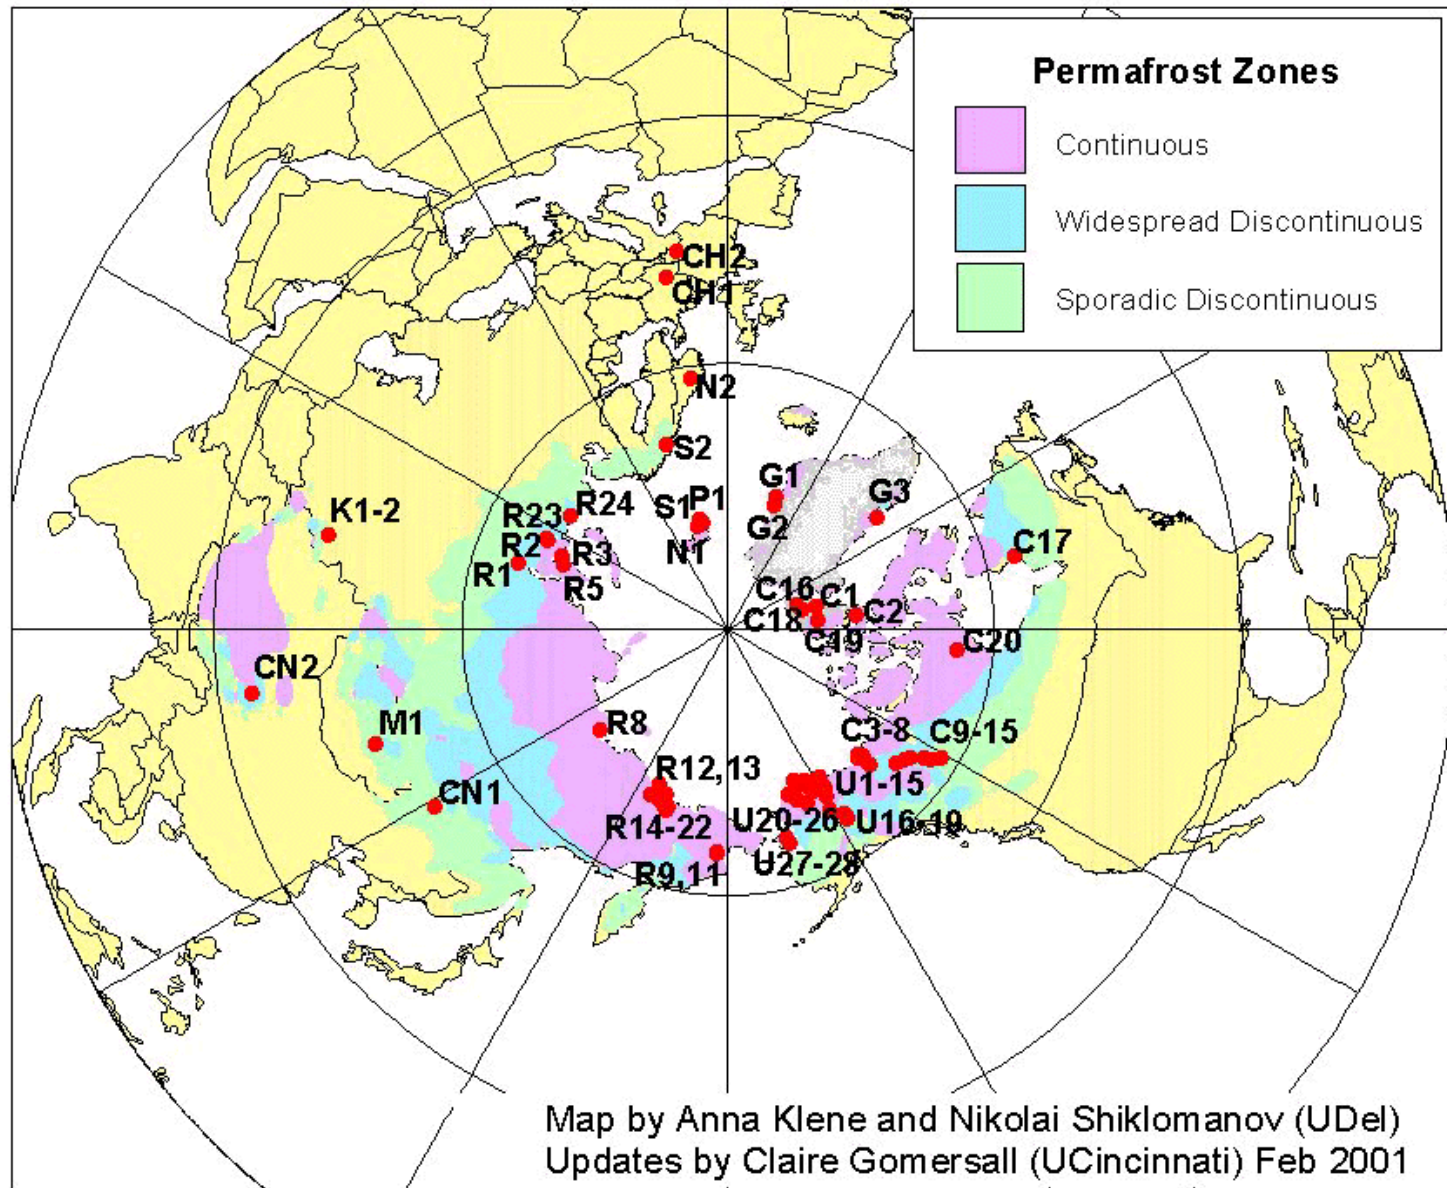 Permafrost Zones
Continuous
Widespread Discontinuous
Sporadic Discontinuous
CH2
CH1
N2
S2
G1
G3
K1-2
R24
S1 P1
R23
G2
R2
R3
N1
C17
R1
R5
C16
C1
C2
C18
C19
C20
CN2
M1
R8
C3-8
C9-15
R12,13
U1-15
CN1
R14-22
U20-26
U16-19
U27-28
R9,11
Map by Anna Klene and Nikolai Shiklomanov (UDel)
Updates by Claire Gomersall (UCincinnati) Feb 2001